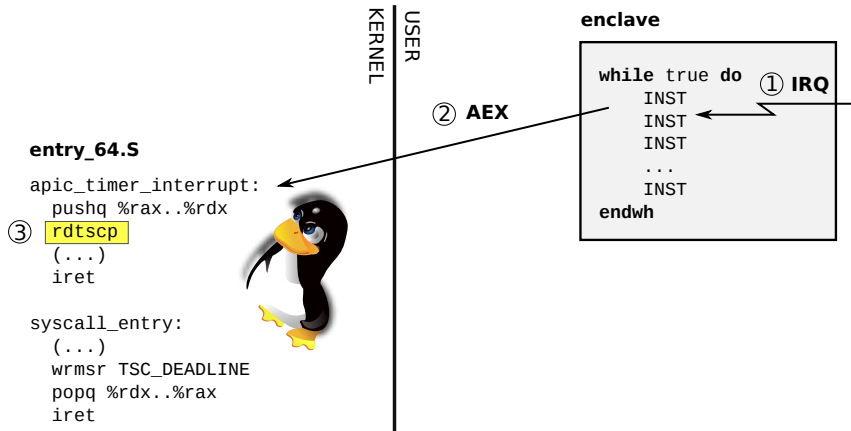 KERNEL
USER
enclave
while true do
INST
INST
INST
...
INST
endwh
① IRQ
② AEX
entry_64.S
apic_timer_interrupt:
pushq %rax..%rdx
③ rdtscp
(...)
iret
syscall_entry:
(...)
wrmsr TSC_DEADLINE
popq %rdx..%rax
iret